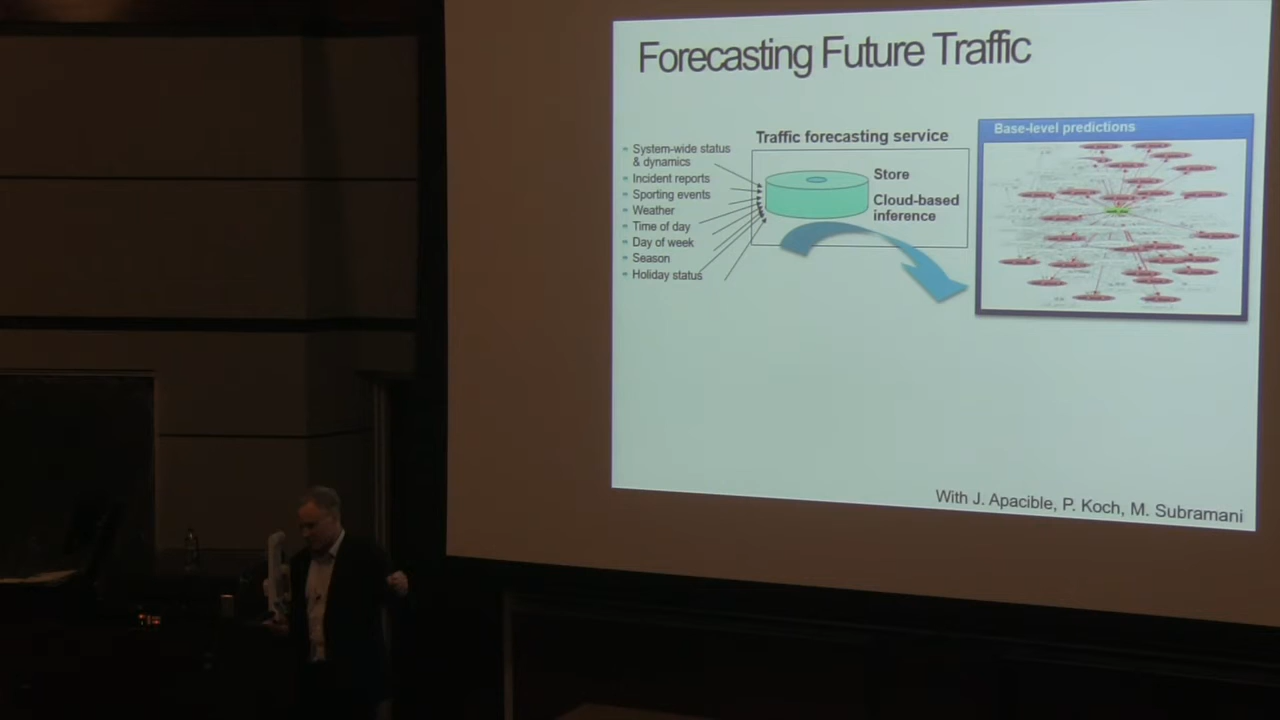 Forecasting Future Traffic
System-wide status
& dynamics
Incident reports
Sporting events
Weather
Time of day
Day of week
Season
Holiday status
Traffic forecasting service
Store
Cloud-based
inference
Base-level predictions
With J. Apacible, P. Koch, M. Subramani